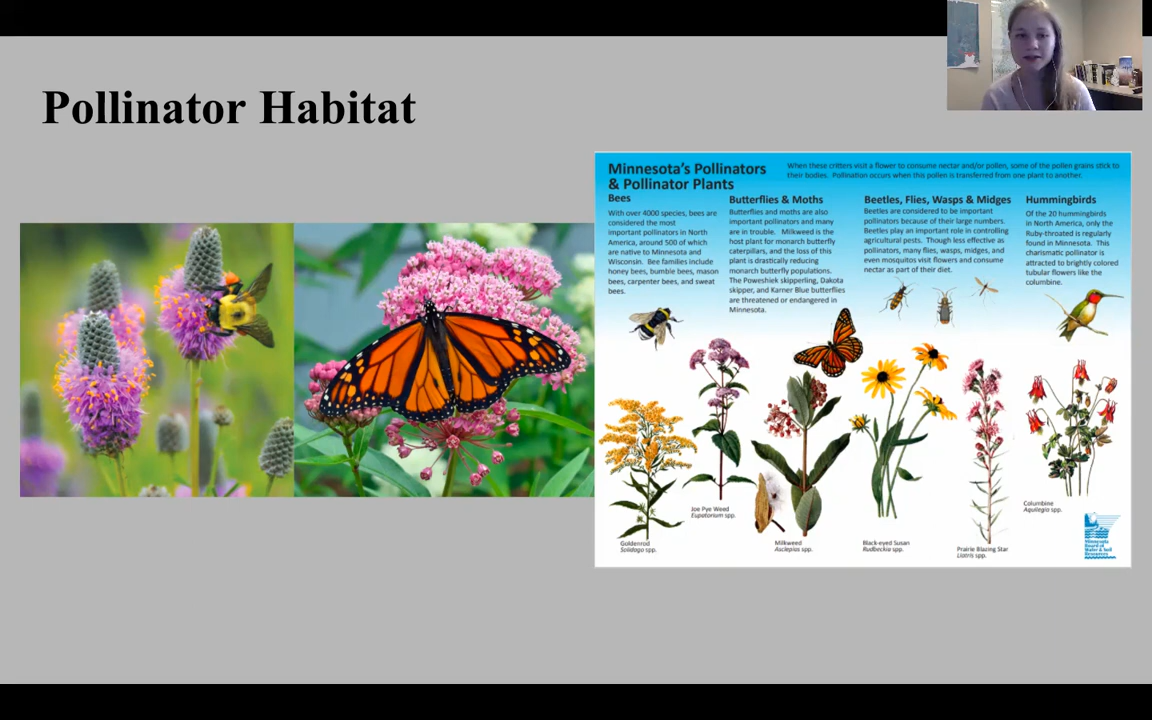 Pollinator Habitat
Minnesota's Pollinators
& Pollinator Plants
When these critters visit a flower to consume nectar and/or pollen, some of the pollen grains stick to
their bodies. Pollination occurs when this pollen is transferred from one plant to another.
Bees
With over 4000 species, bees are
considered the most
important pollinators in North
America, around 500 of which
are native to Minnesota and
Wisconsin. Bee families include
honey bees, bumble bees, mason
bees, carpenter bees, and sweat
bees.
Butterflies & Moths
Butterflies and moths are also
important pollinators and many
are in trouble. Milkweed is the
host plant for monarch butterfly
caterpillars, and the loss of this
plant is drastically reducing
monarch butterfly populations.
The Poweshiek skipperling, Dakota
skipper, and Karner Blue butterflies
are threatened or endangered in
Minnesota.
Beetles, Flies, Wasps & Midges
Beetles are considered to be important
pollinators because of their large numbers.
Beetles play an important role in controlling
agricultural pests. Though less effective as
pollinators, many flies, wasps, midges, and
even mosquitos visit flowers and consume
nectar as part of their diet.
Hummingbirds
Of the 20 hummingbirds
in North America, only the
Ruby-throated is regularly
found in Minnesota. This
charismatic pollinator is
attracted to brightly colored
tubular flowers like the
columbine.
Goldenrod
Solidago spp.
Joe Pye Weed
Eupatorium spp.
Milkweed
Asclepias spp.
Black-eyed Susan
Rudbeckia spp.
Prairie Blazing Star
Liatris spp.
Columbine
Aquilegia spp.
Minnesota
Board of
Water & Soil
Resources